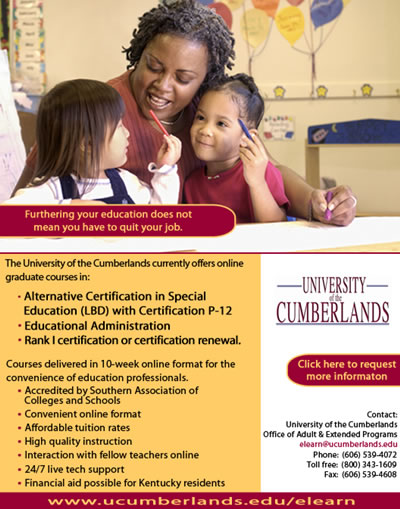 Furthering your education does not
mean you have to quit your job.
The University of the Cumberlands currently offers online
graduate courses in:
• Alternative Certification in Special
Education (LBD) with Certification P-12
• Educational Administration
• Rank I certification or certification renewal.
Courses delivered in 10-week online format for the
convenience of education professionals.
• Accredited by Southern Association of
Colleges and Schools
• Convenient online format
• Affordable tuition rates
• High quality instruction
• Interaction with fellow teachers online
• 24/7 live tech support
• Financial aid possible for Kentucky residents
UNIVERSITY
of the
CUMBERLANDS
Click here to request
more informaton
Contact:
University of the Cumberlands
Office of Adult & Extended Programs
elearn@ucumberlands.edu
Phone: (606) 539-4072
Toll free: (800) 343-1609
Fax: (606) 539-4608
www.ucumberlands.edu/elearn